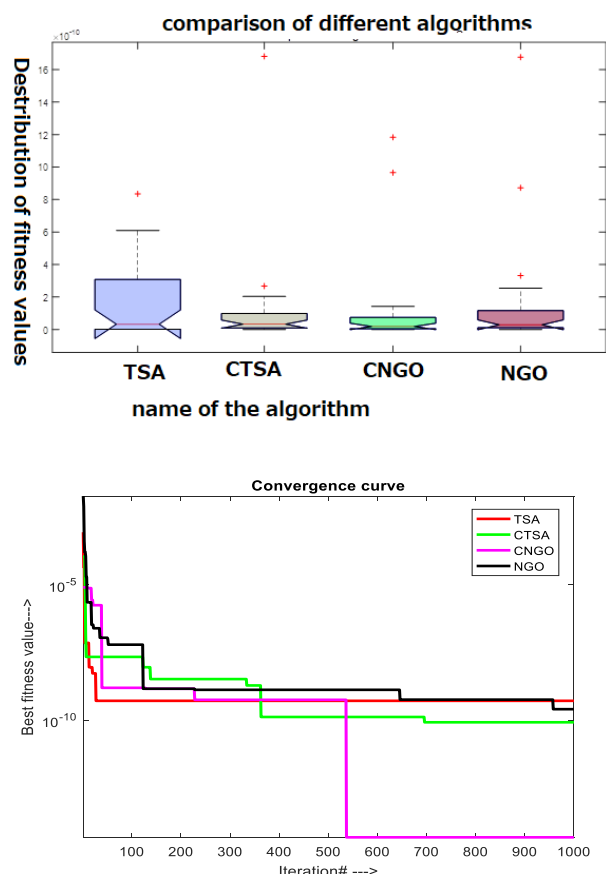 comparison of different algorithms
×10⁻¹⁰
16
14
12
10
8
6
4
2
0
Destribution of fitness values
TSA CTSA CNGO NGO
name of the algorithm
Convergence curve
TSA
CTSA
CNGO
NGO
10⁻⁵
10⁻¹⁰
Best fitness value--->
100 200 300 400 500 600 700 800 900 1000
Iteration# --->